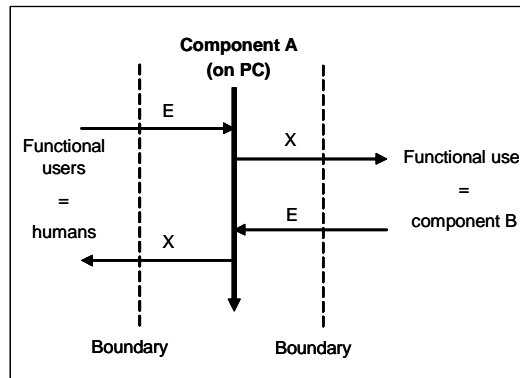 Component A
(on PC)
E
X
Functional
users
=
humans
Functional use
=
component B
E
X
Boundary
Boundary